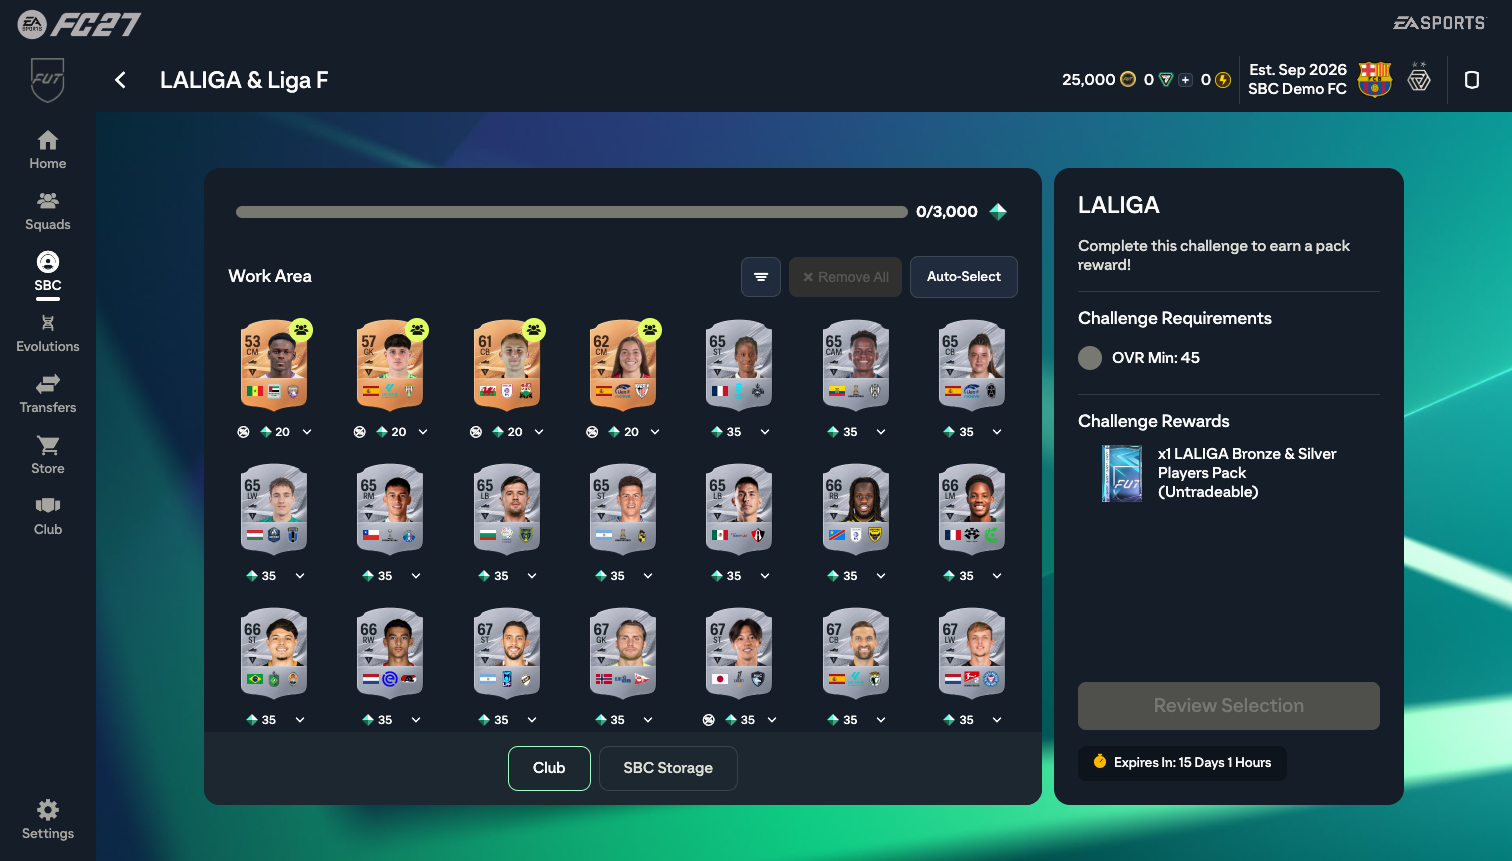 EA SPORTS FC27
EA SPORTS
FUT
LALIGA & Liga F
25,000 0 0
Est. Sep 2026
SBC Demo FC
Home
Squads
SBC
Evolutions
Transfers
Store
Club
Settings
0/3,000
Work Area
Remove All
Auto-Select
53 CM
57 GK
61 CB
62 CM
65 ST
65 CAM
65 CB
20
20
20
20
35
35
35
65 LW
65 RM
65 LB
65 ST
65 LB
66 RB
66 LM
35
35
35
35
35
35
35
66 ST
66 RW
67 ST
67 GK
67 ST
67 CB
67 LW
35
35
35
35
35
35
35
Club
SBC Storage
LALIGA
Complete this challenge to earn a pack
reward!
Challenge Requirements
OVR Min: 45
Challenge Rewards
FUT
x1 LALIGA Bronze & Silver
Players Pack
(Untradeable)
Review Selection
Expires In: 15 Days 1 Hours